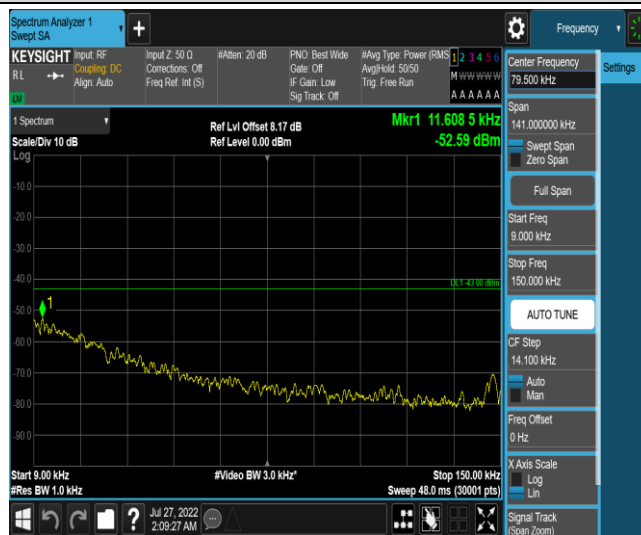 Spectrum Analyzer 1
Swept SA
+
Frequency
KEYSIGHT
RL
Input: RF
Coupling: DC
Align: Auto
Input Z: 50 Ω
Corrections: Off
Freq Ref: Int (S)
#Atten: 20 dB
PNO: Best Wide
Gate: Off
IF Gain: Low
Sig Track: Off
#Avg Type: Power (RMS
Avg|Hold: 50/50
Trig: Free Run
1 2 3 4 5 6
M W W W W W
A A A A A A
1 Spectrum
Scale/Div 10 dB
Log
Ref Lvl Offset 8.17 dB
Ref Level 0.00 dBm
Mkr1 11.608 5 kHz
-52.59 dBm
-10.0
-20.0
-30.0
-40.0
-50.0
-60.0
-70.0
-80.0
-90.0
DL1 -43.00 dBm
1
Start 9.00 kHz
#Res BW 1.0 kHz
#Video BW 3.0 kHz*
Stop 150.00 kHz
Sweep 48.0 ms (30001 pts)
?
Jul 27, 2022
2:09:27 AM
Center Frequency
79.500 kHz
Settings
Span
141.000000 kHz
Swept Span
Zero Span
Full Span
Start Freq
9.000 kHz
Stop Freq
150.000 kHz
AUTO TUNE
CF Step
14.100 kHz
Auto
Man
Freq Offset
0 Hz
X Axis Scale
Log
Lin
Signal Track
(Span Zoom)